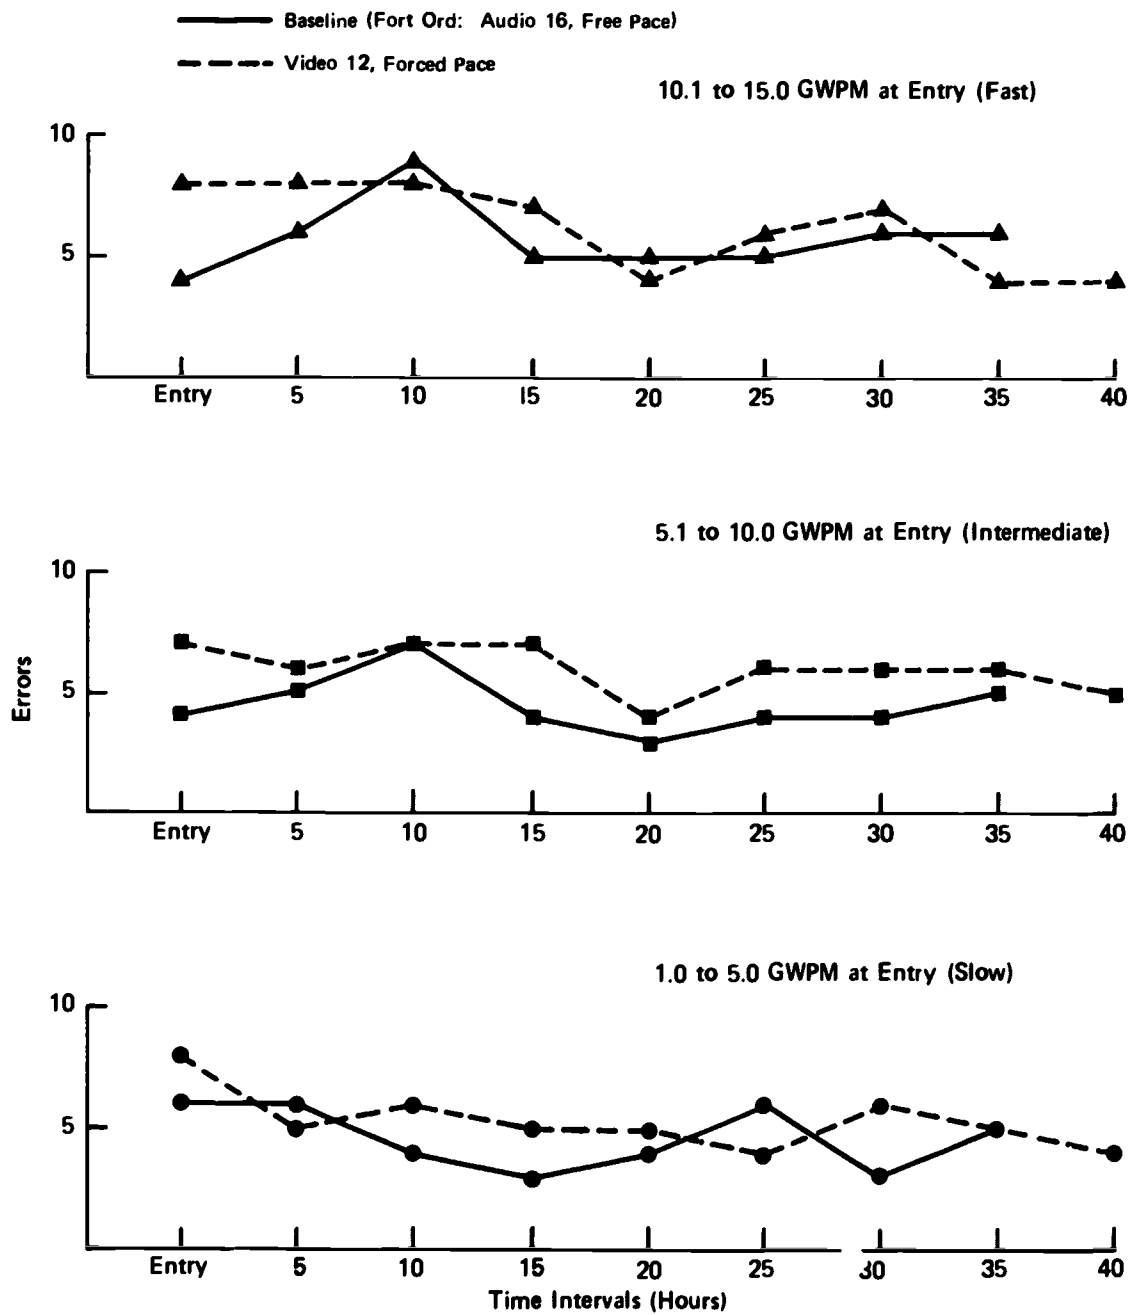 Baseline (Fort Ord: Audio 16, Free Pace)
Video 12, Forced Pace
10.1 to 15.0 GWPM at Entry (Fast)
10
5
Entry 5 10 15 20 25 30 35 40
5.1 to 10.0 GWPM at Entry (Intermediate)
10
5
Errors
Entry 5 10 15 20 25 30 35 40
1.0 to 5.0 GWPM at Entry (Slow)
10
5
Entry 5 10 15 20 25 30 35 40
Time Intervals (Hours)